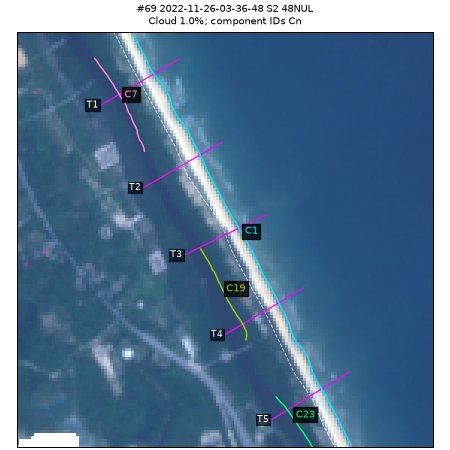 #69 2022-11-26-03-36-48 S2 48NUL
Cloud 1.0%; component IDs Cn
C7
T1
T2
C1
T3
C19
T4
C23
T5